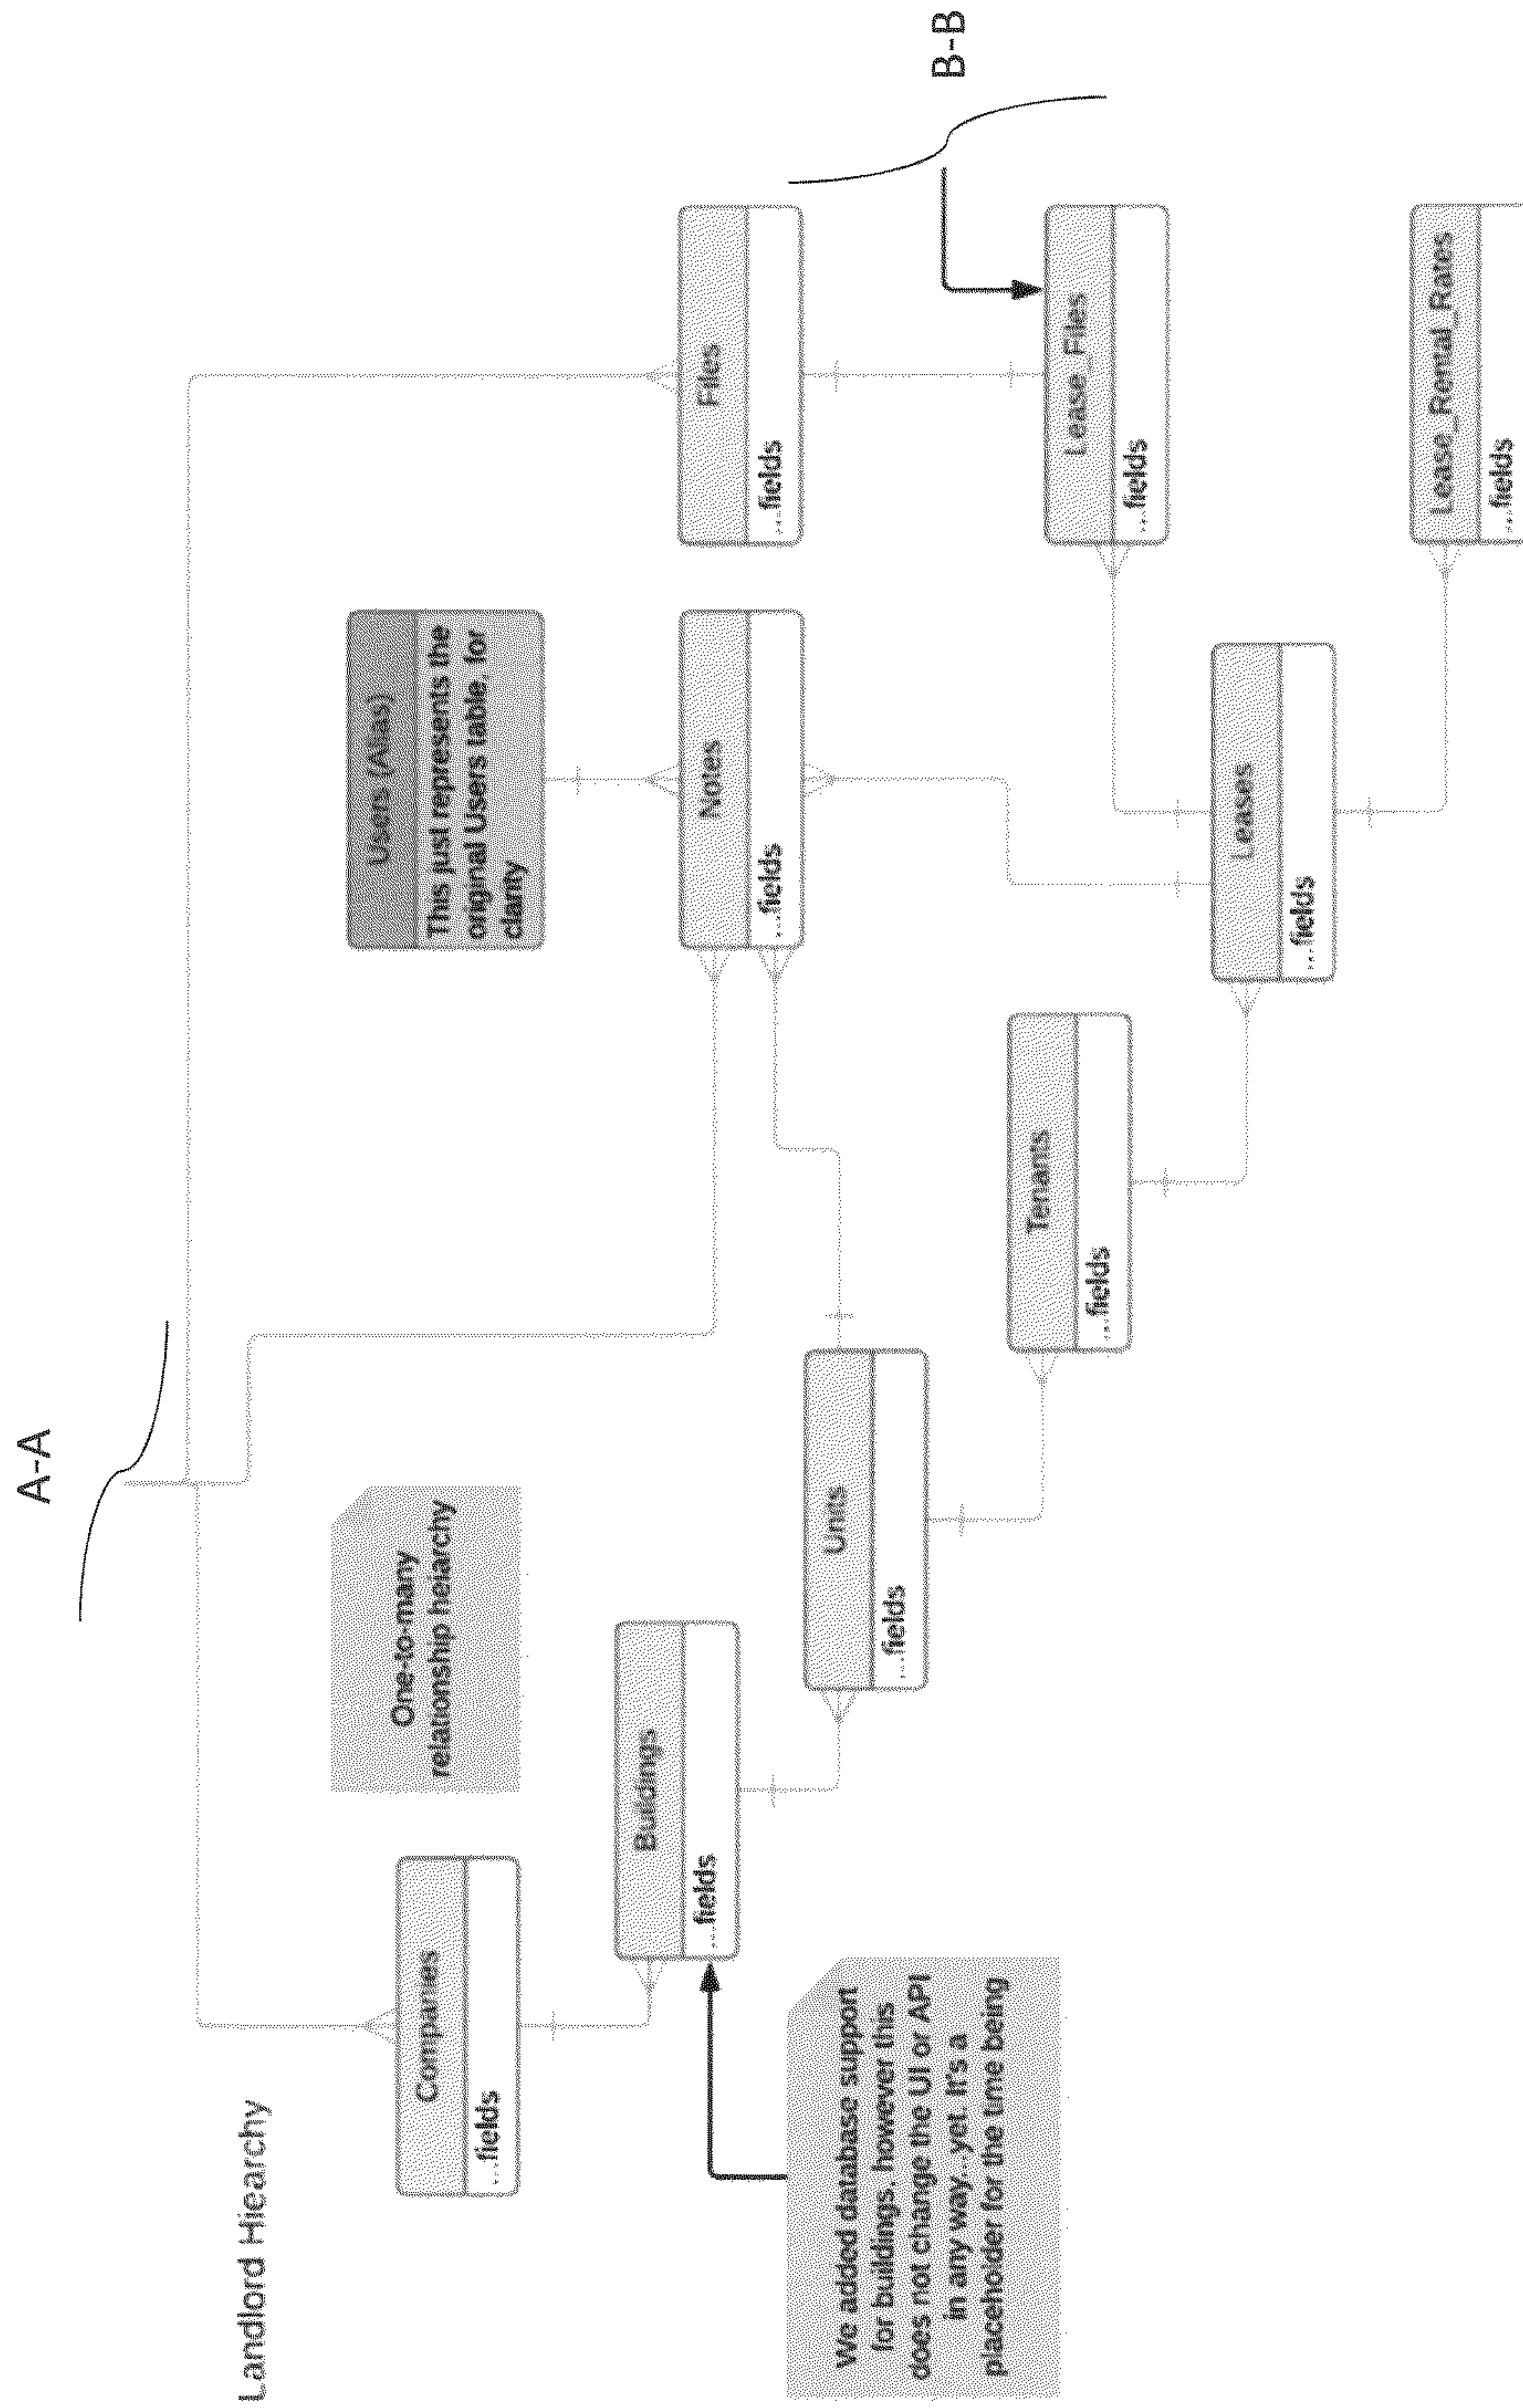 A-A
Landlord Hiearchy
Companies
...fields
One-to-many
relationship heiarchy
Users (Alias)
This just represents the
original Users table, for
clarity
Buildings
...fields
Notes
...fields
Files
...fields
B-B
We added database support
for buildings, however this
does not change the UI or API
in any way...yet. It's a
placeholder for the time being
Units
...fields
Tenants
...fields
Lease_Files
...fields
Leases
...fields
Lease_Rental_Rates
...fields